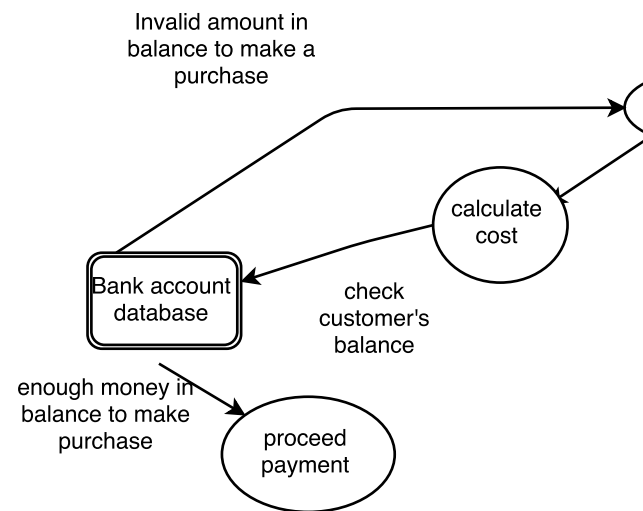 Invalid amount in
balance to make a
purchase
calculate
cost
Bank account
database
check
customer's
balance
enough money in
balance to make
purchase
proceed
payment